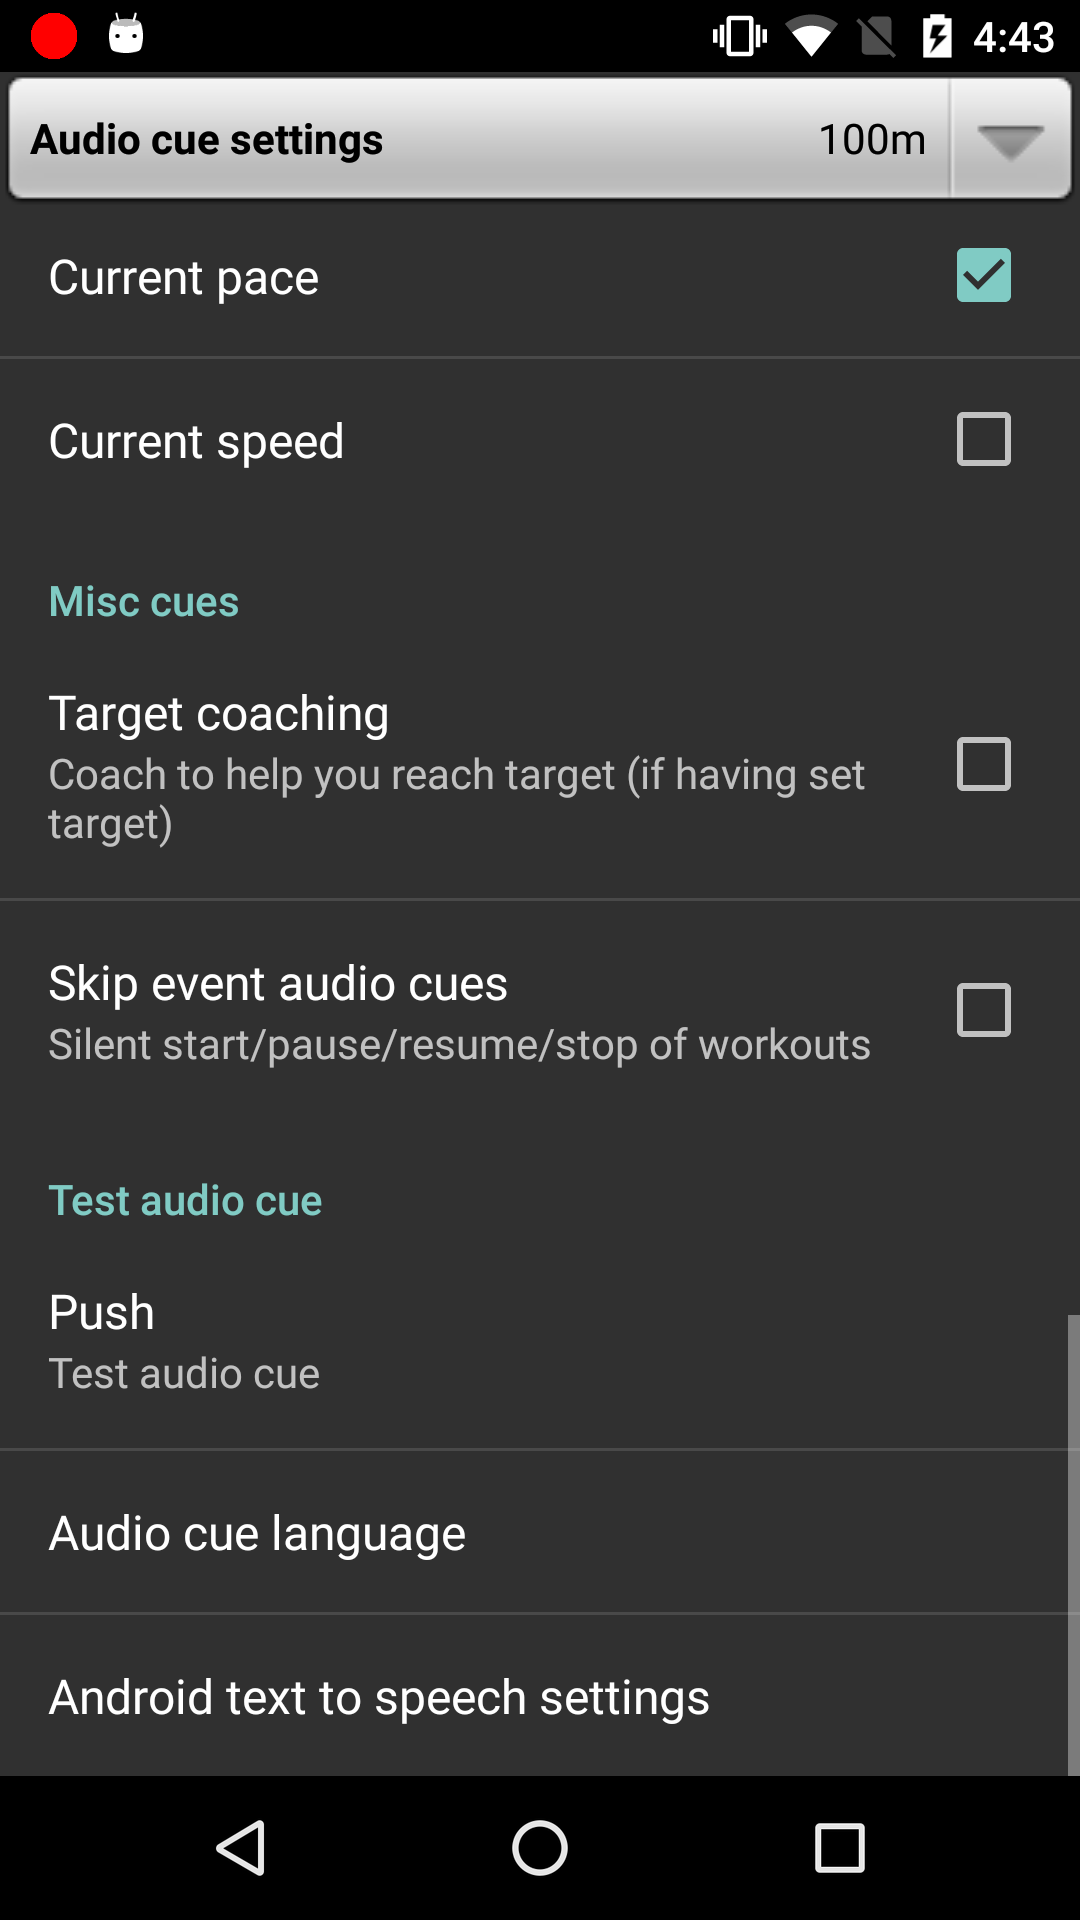 4:43
Audio cue settings 100m
Current pace
Current speed
Misc cues
Target coaching
Coach to help you reach target (if having set
target)
Skip event audio cues
Silent start/pause/resume/stop of workouts
Test audio cue
Push
Test audio cue
Audio cue language
Android text to speech settings